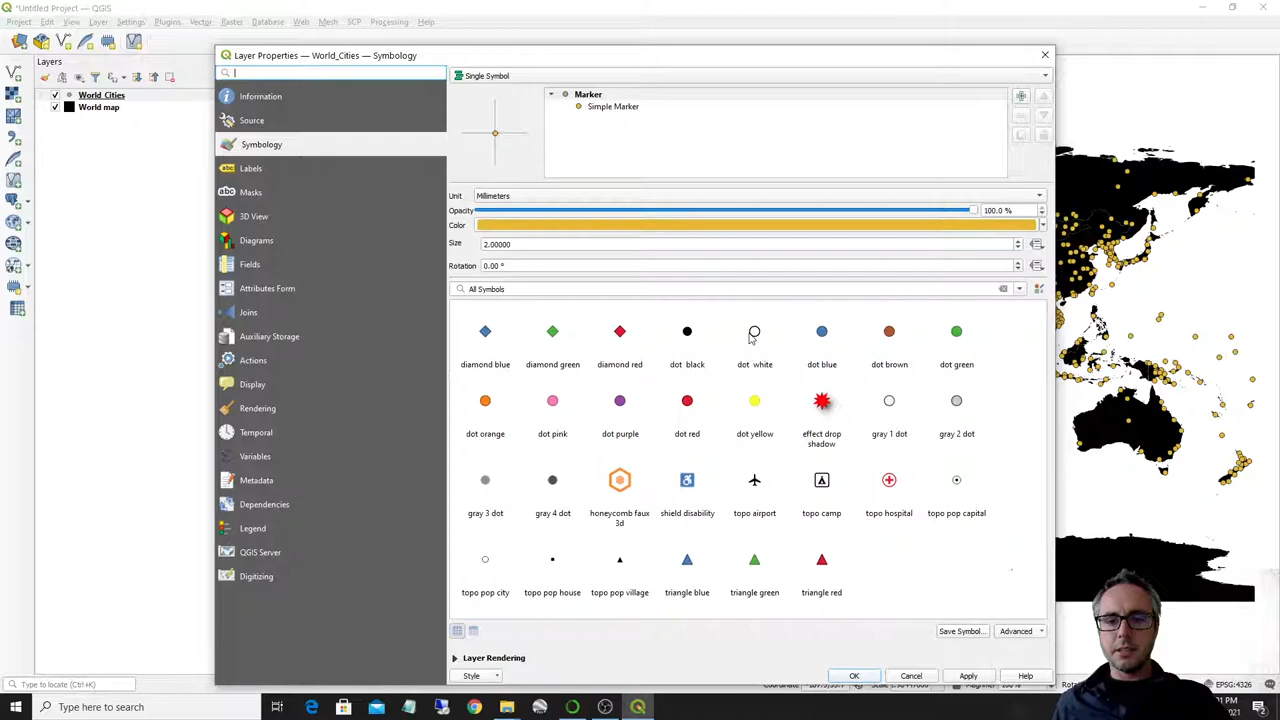 *Untitled Project — QGIS
Project Edit View Layer Settings Plugins Vector Raster Database Web Mesh SCP Processing Help
Layers
World_Cities
World map
Layer Properties — World_Cities — Symbology
Information
Source
Symbology
Labels
Masks
3D View
Diagrams
Fields
Attributes Form
Joins
Auxiliary Storage
Actions
Display
Rendering
Temporal
Variables
Metadata
Dependencies
Legend
QGIS Server
Digitizing
Single Symbol
Marker
Simple Marker
Unit Millimeters
Opacity 100.0 %
Color
Size 2.00000
Rotation 0.00 °
All Symbols
diamond blue diamond green diamond red dot black dot white dot blue dot brown dot green
dot orange dot pink dot purple dot red dot yellow effect drop shadow gray 1 dot gray 2 dot
gray 3 dot gray 4 dot honeycomb faux 3d shield disability topo airport topo camp topo hospital topo pop capital
topo pop city topo pop house topo pop village triangle blue triangle green triangle red
Save Symbol... Advanced
Layer Rendering
Style OK Cancel Apply Help
Type to locate (Ctrl+K) Coordinate EPSG:4326
Type here to search